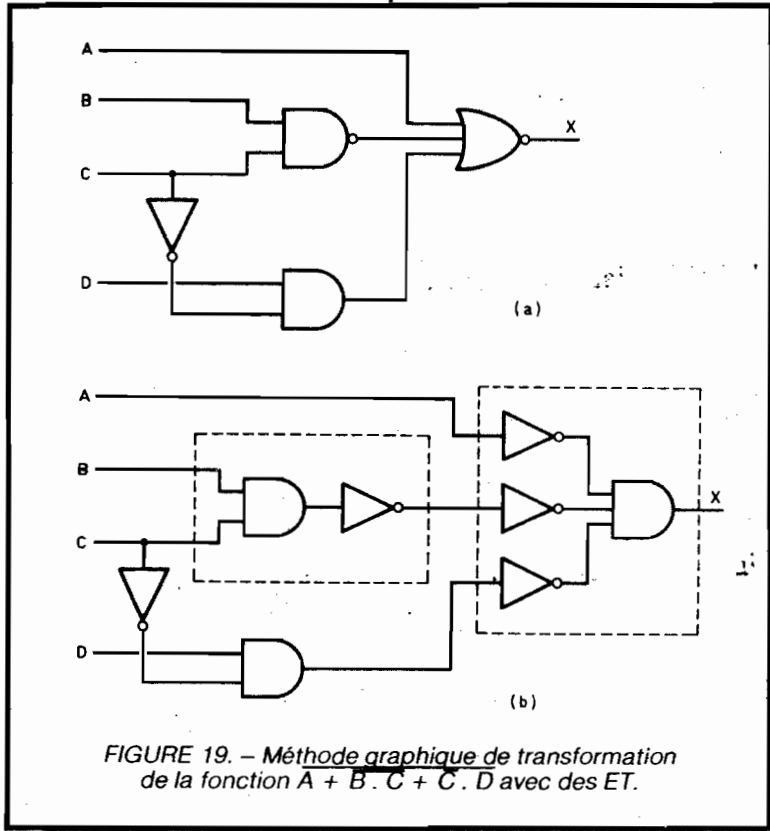 A
B
C
D
X
(a)
A
B
C
D
X
(b)
FIGURE 19. – Méthode graphique de transformation
de la fonction A + B . C + C . D avec des ET.